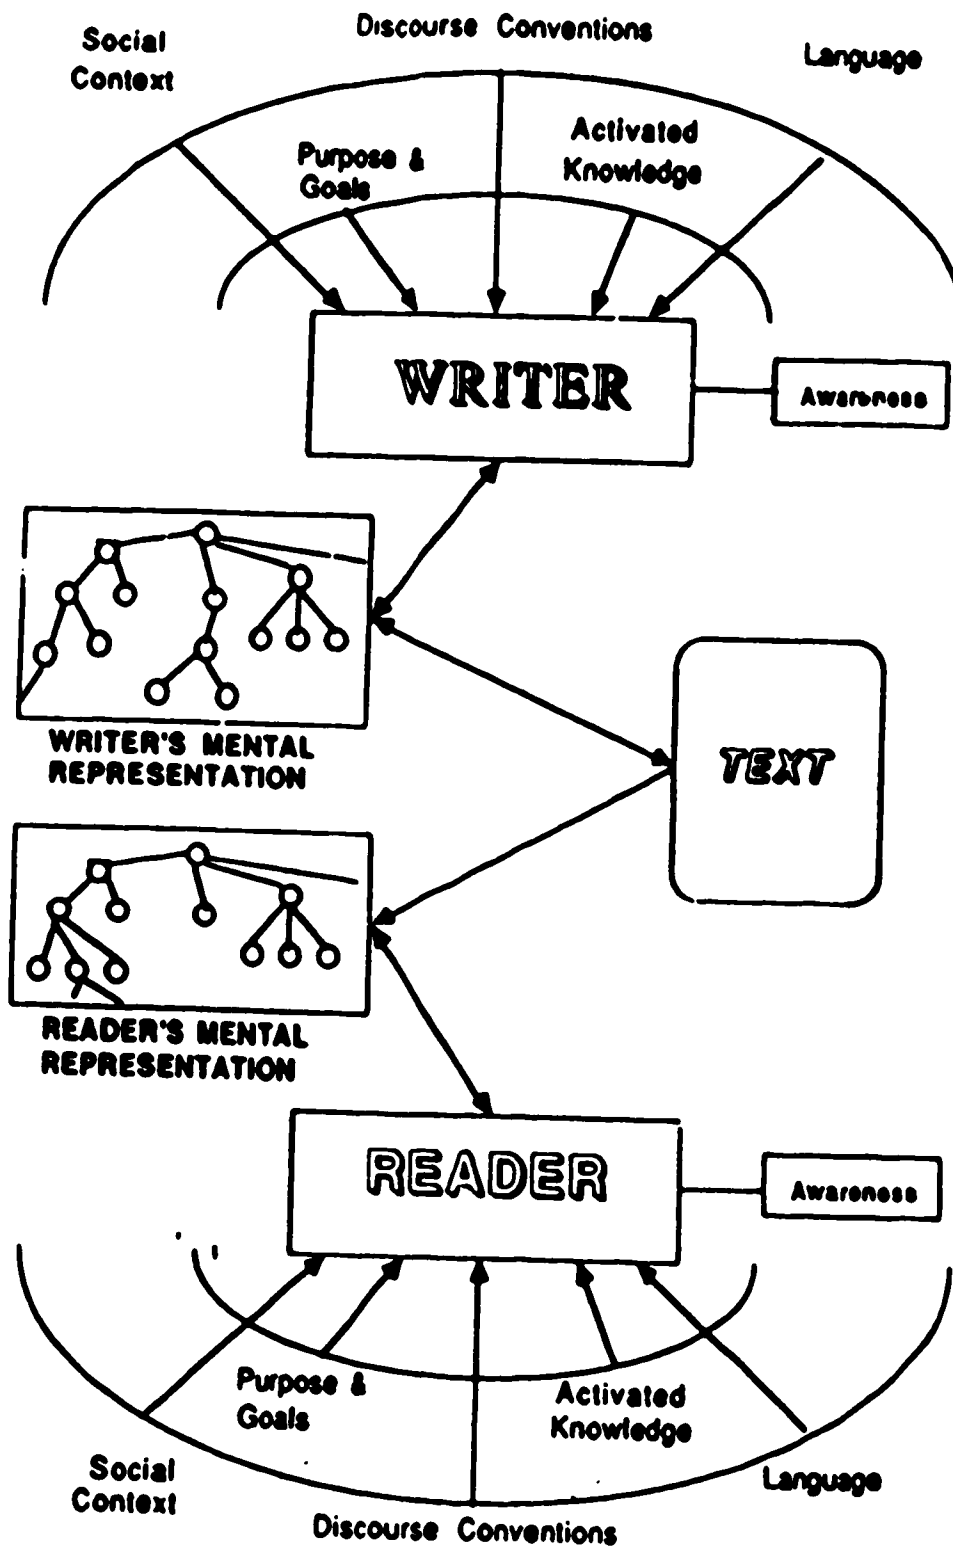 Discourse Conventions
Social
Context
Language
Activated
Knowledge
Purpose &
Goals
WRITER
Awareness
WRITER'S MENTAL
REPRESENTATION
TEXT
READER'S MENTAL
REPRESENTATION
READER
Awareness
Purpose &
Goals
Activated
Knowledge
Social
Context
Language
Discourse Conventions